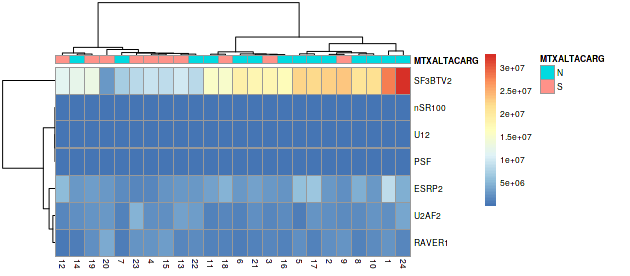 MTXALTACARG
SF3BTV2
nSR100
U12
PSF
ESRP2
U2AF2
RAVER1
12 14 19 20 7 23 4 15 13 22 11 18 6 21 3 16 5 17 2 9 8 10 1 24
3e+07
2.5e+07
2e+07
1.5e+07
1e+07
5e+06
MTXALTACARG
N
S